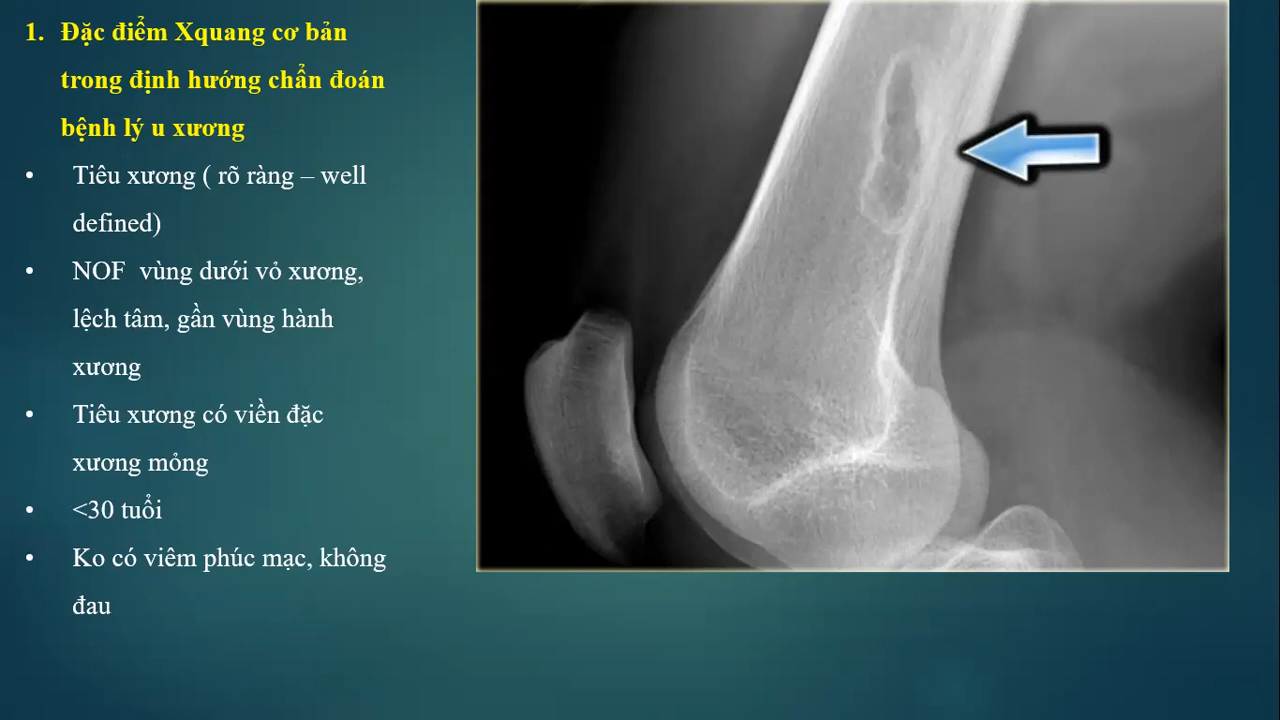 1. Đặc điểm Xquang cơ bản
trong định hướng chẩn đoán
bệnh lý u xương
• Tiêu xương ( rõ ràng – well
defined)
• NOF vùng dưới vỏ xương,
lệch tâm, gần vùng hành
xương
• Tiêu xương có viền đặc
xương mỏng
• <30 tuổi
• Ko có viêm phúc mạc, không
đau